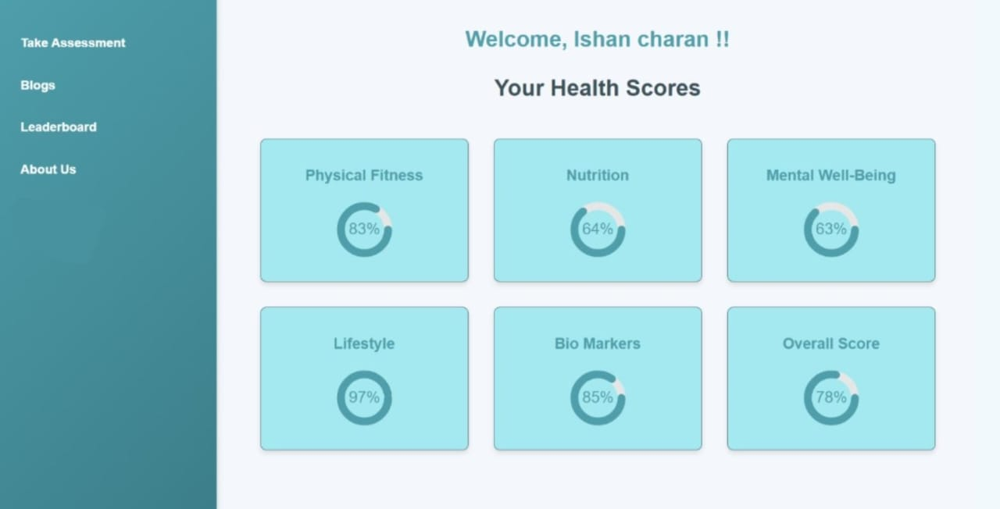 Take Assessment
Blogs
Leaderboard
About Us
Welcome, Ishan charan !!
Your Health Scores
Physical Fitness
83%
Nutrition
64%
Mental Well-Being
63%
Lifestyle
97%
Bio Markers
85%
Overall Score
78%